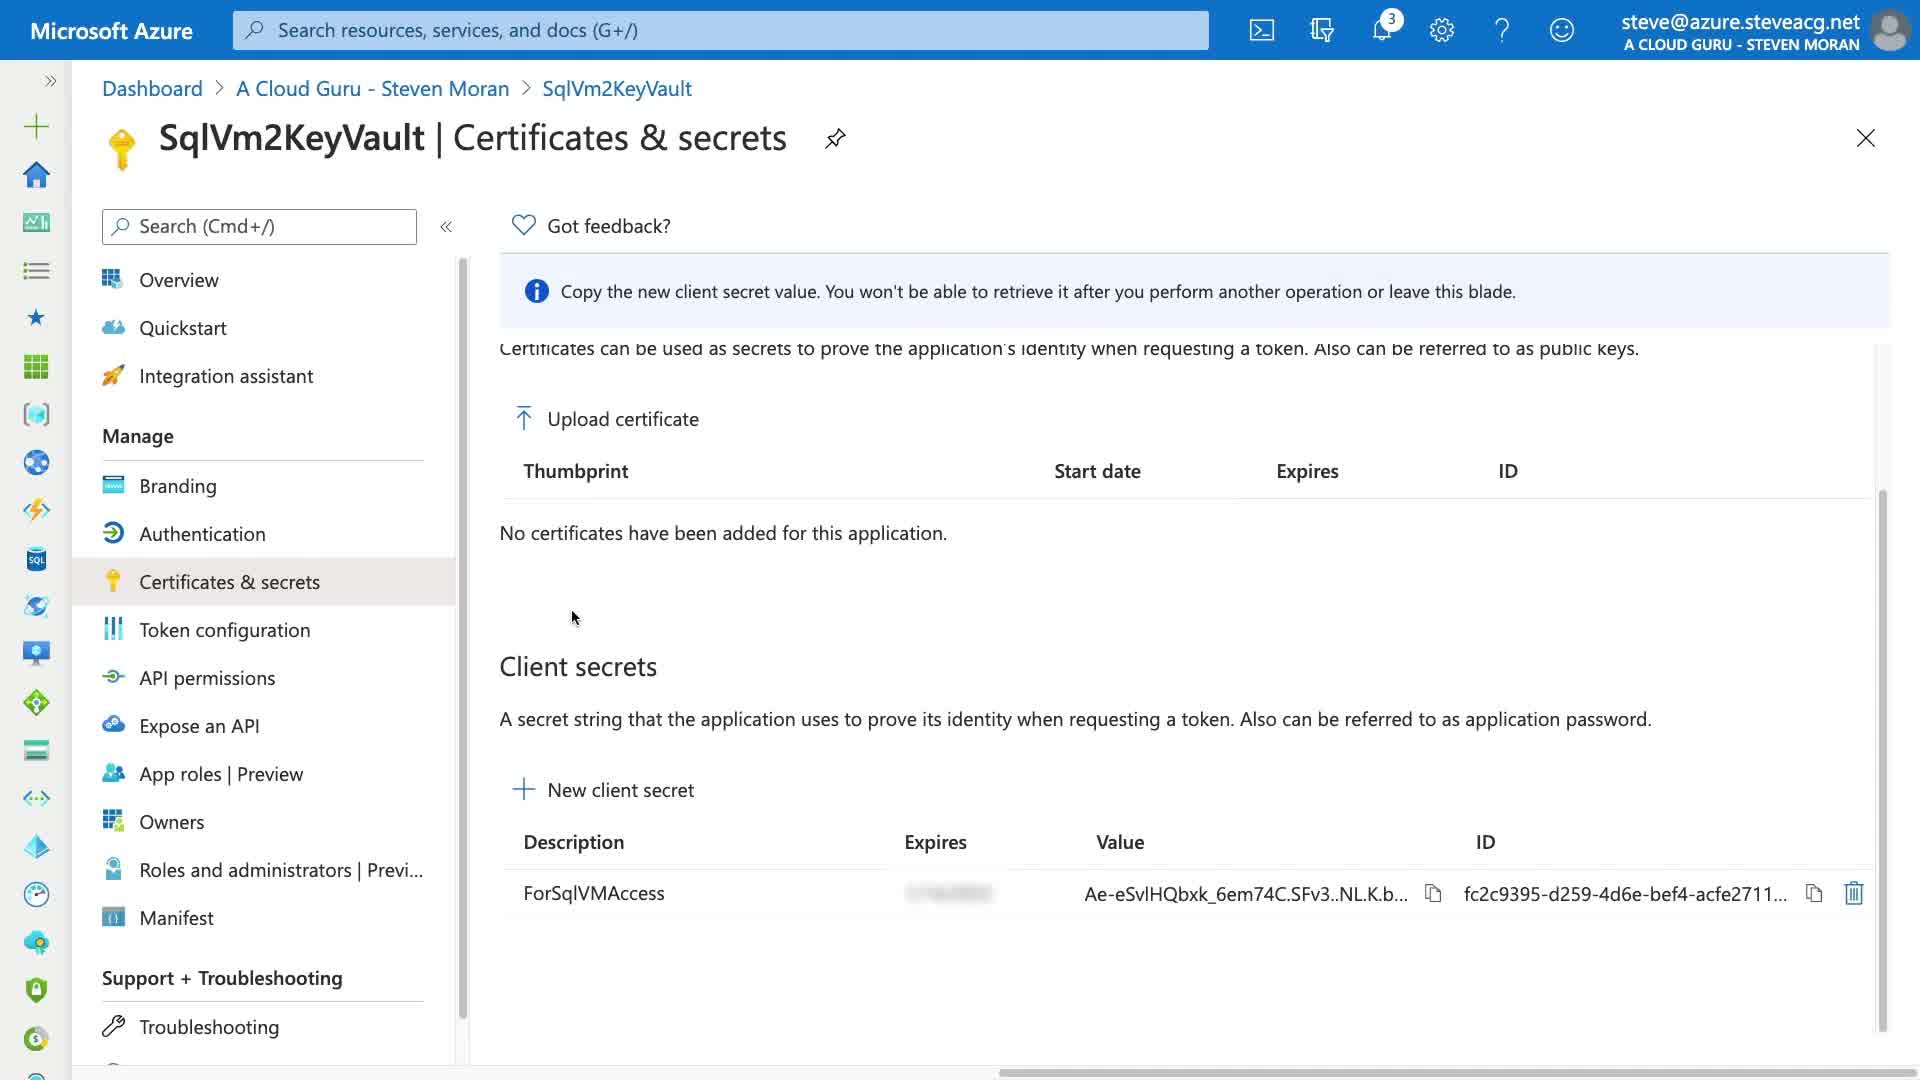 Microsoft Azure
Search resources, services, and docs (G+/)
3
steve@azure.steveacg.net
A CLOUD GURU - STEVEN MORAN
Dashboard > A Cloud Guru - Steven Moran > SqlVm2KeyVault
SqlVm2KeyVault | Certificates & secrets
Search (Cmd+/)
Got feedback?
Overview
Quickstart
Integration assistant
Manage
Branding
Authentication
Certificates & secrets
Token configuration
API permissions
Expose an API
App roles | Preview
Owners
Roles and administrators | Previ...
Manifest
Support + Troubleshooting
Troubleshooting
SQL
Copy the new client secret value. You won't be able to retrieve it after you perform another operation or leave this blade.
Certificates can be used as secrets to prove the application's identity when requesting a token. Also can be referred to as public keys.
Upload certificate
Thumbprint Start date Expires ID
No certificates have been added for this application.
Client secrets
A secret string that the application uses to prove its identity when requesting a token. Also can be referred to as application password.
New client secret
Description Expires Value ID
ForSqlVMAccess Ae-eSvlHQbxk_6em74C.SFv3..NL.K.b... fc2c9395-d259-4d6e-bef4-acfe2711...